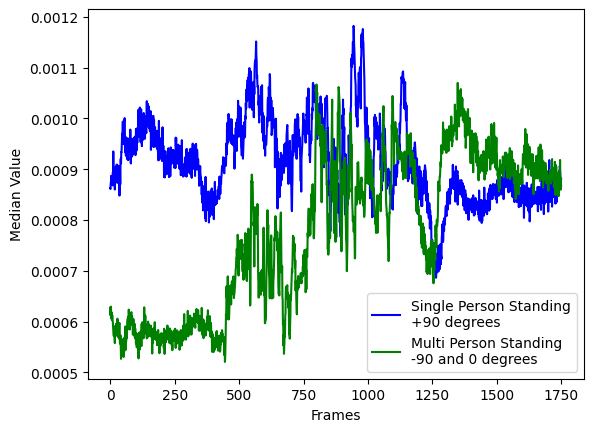 0.0012
0.0011
0.0010
0.0009
0.0008
0.0007
0.0006
0.0005
Median Value
Single Person Standing
+90 degrees
Multi Person Standing
-90 and 0 degrees
0 250 500 750 1000 1250 1500 1750
Frames